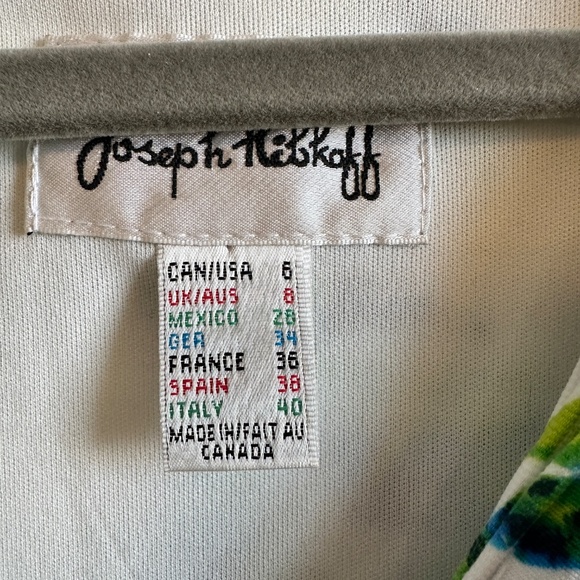 Joseph Ribkoff
CAN/USA 6
UK/AUS 8
MEXICO 28
GER 34
FRANCE 36
SPAIN 38
ITALY 40
MADE IN/FAIT AU
CANADA